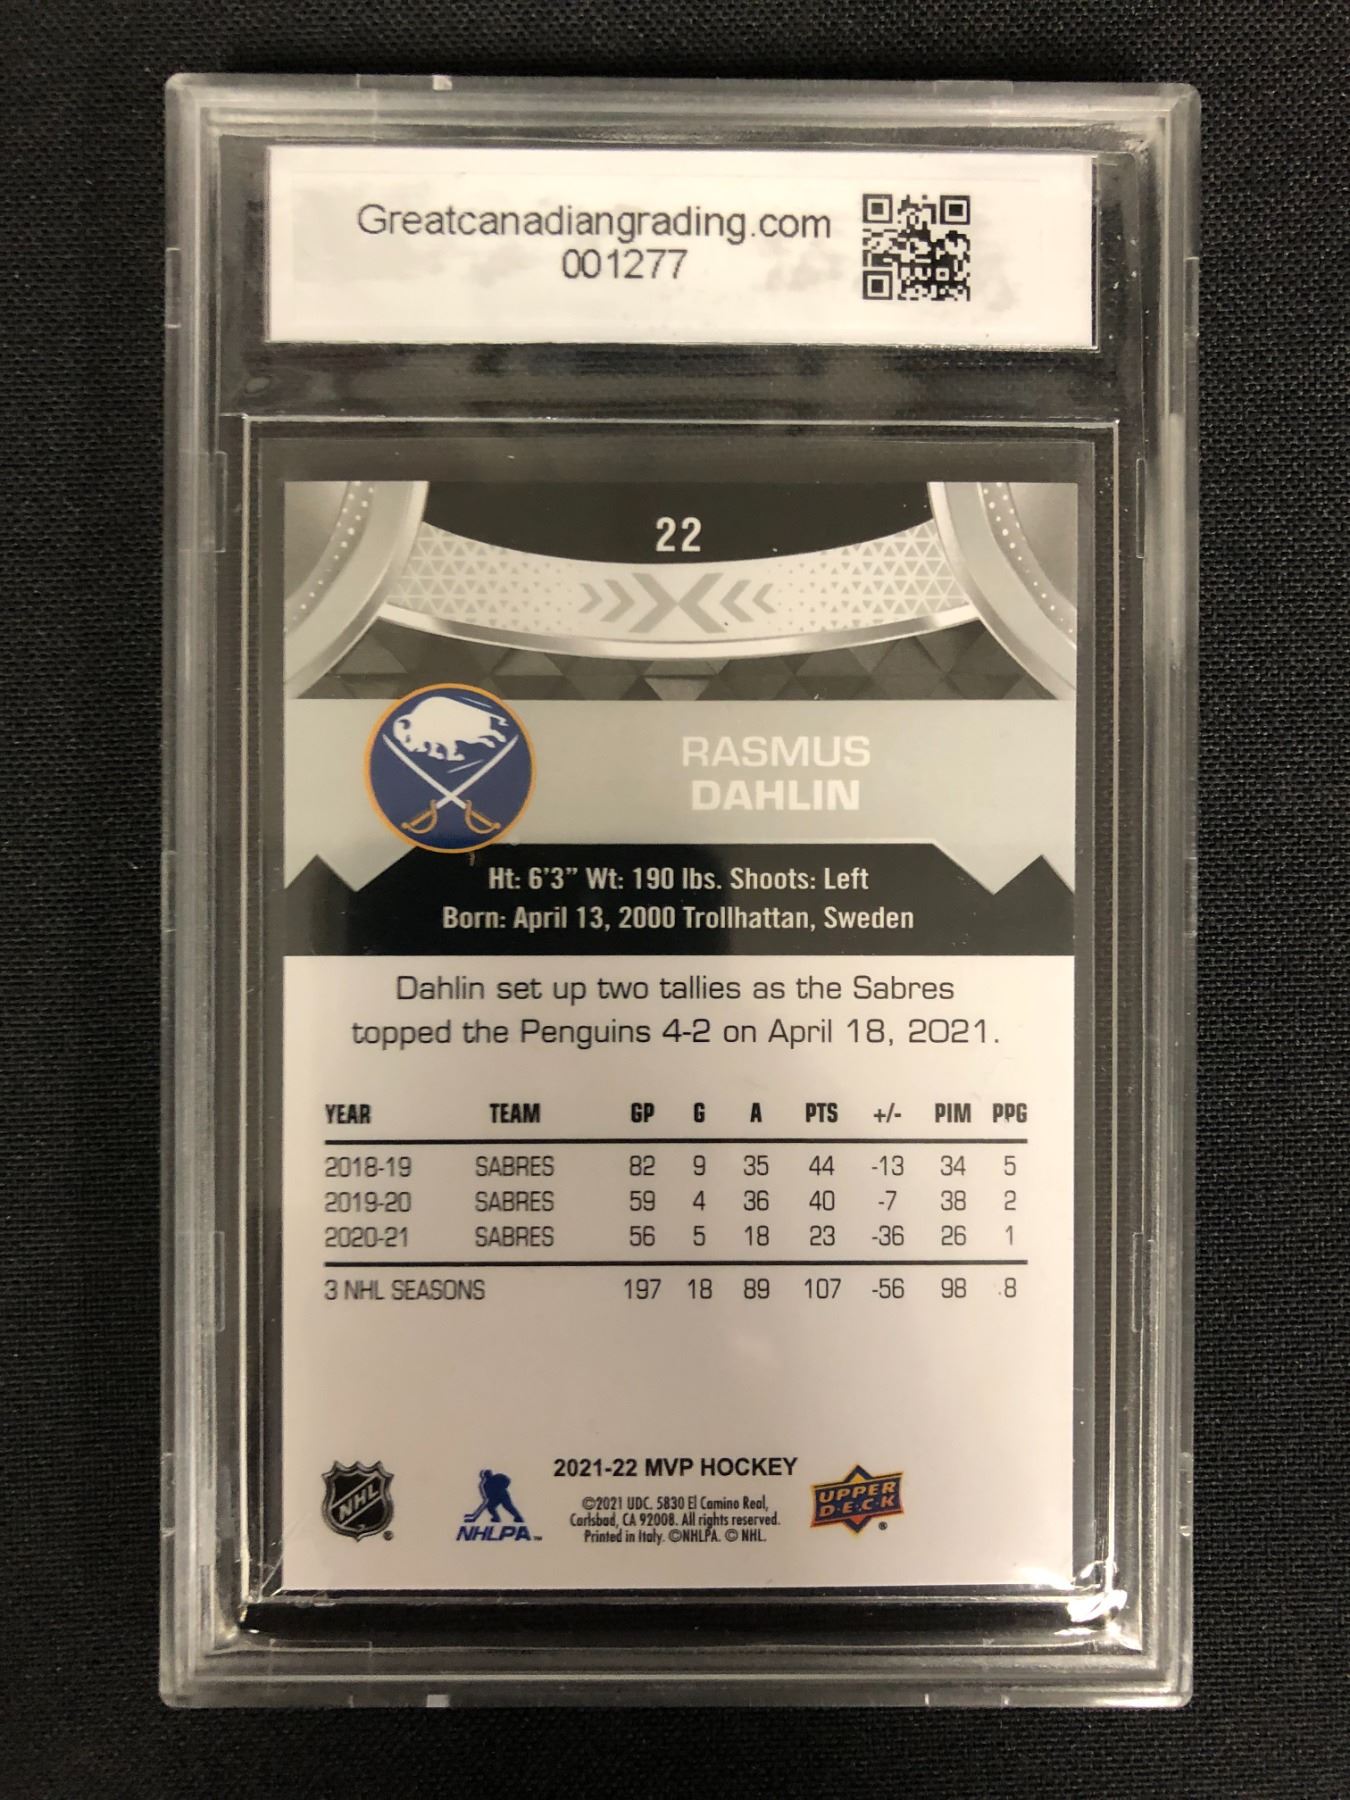 Greatcanadiangrading.com
001277
22
RASMUS
DAHLIN
Ht: 6'3" Wt: 190 lbs. Shoots: Left
Born: April 13, 2000 Trollhattan, Sweden
Dahlin set up two tallies as the Sabres
topped the Penguins 4-2 on April 18, 2021.
YEAR TEAM GP G A PTS +/- PIM PPG
2018-19 SABRES 82 9 35 44 -13 34 5
2019-20 SABRES 59 4 36 40 -7 38 2
2020-21 SABRES 56 5 18 23 -36 26 1
3 NHL SEASONS 197 18 89 107 -56 98 8
NHL ®
NHLPA™
2021-22 MVP HOCKEY
©2021 UDC. 5830 El Camino Real,
Carlsbad, CA 92008. All rights reserved.
Printed in Italy. ©NHLPA. © NHL.
UPPER
D·E·C·K ®